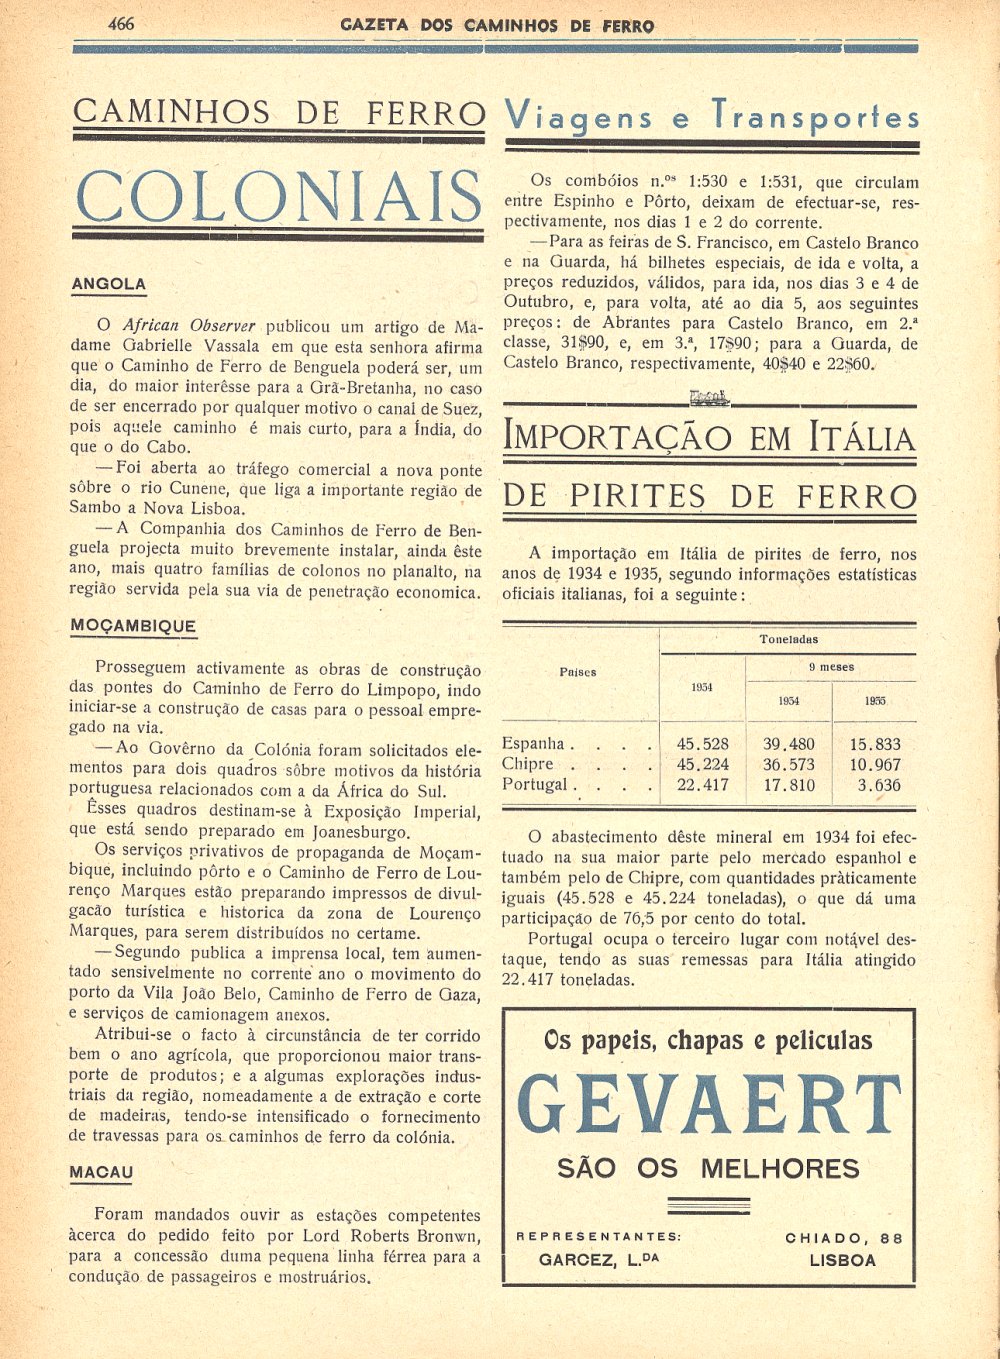 466
GAZETA DOS CAMINHOS DE FERRO
CAMINHOS DE FERRO
COLONIAIS
ANGOLA
O African Observer publicou um artigo de Ma-
dame Gabrielle Vassala em que esta senhora afirma
que o Caminho de Ferro de Benguela poderá ser, um
dia, do maior interêsse para a Grã-Bretanha, no caso
de ser encerrado por qualquer motivo o canal de Suez,
pois aquele caminho é mais curto, para a Índia, do
que o do Cabo.
—Foi aberta ao tráfego comercial a nova ponte
sôbre o rio Cunene, que liga a importante região de
Sambo a Nova Lisboa.
—A Companhia dos Caminhos de Ferro de Ben-
guela projecta muito brevemente instalar, ainda êste
ano, mais quatro famílias de colonos no planalto, na
região servida pela sua via de penetração economica.
MOÇAMBIQUE
Prosseguem activamente as obras de construção
das pontes do Caminho de Ferro do Limpopo, indo
iniciar-se a construção de casas para o pessoal empre-
gado na via.
—Ao Govêrno da Colónia foram solicitados ele-
mentos para dois quadros sôbre motivos da história
portuguesa relacionados com a da África do Sul.
Êsses quadros destinam-se à Exposição Imperial,
que está sendo preparado em Joanesburgo.
Os serviços privativos de propaganda de Moçam-
bique, incluindo pôrto e o Caminho de Ferro de Lou-
renço Marques estão preparando impressos de divul-
gacão turística e historica da zona de Lourenço
Marques, para serem distribuídos no certame.
—Segundo publica a imprensa local, tem aumen-
tado sensivelmente no corrente ano o movimento do
porto da Vila João Belo, Caminho de Ferro de Gaza,
e serviços de camionagem anexos.
Atribui-se o facto à circunstância de ter corrido
bem o ano agrícola, que proporcionou maior trans-
porte de produtos; e a algumas explorações indus-
triais da região, nomeadamente a de extração e corte
de madeiras, tendo-se intensificado o fornecimento
de travessas para os caminhos de ferro da colónia.
MACAU
Foram mandados ouvir as estações competentes
àcerca do pedido feito por Lord Roberts Bronwn,
para a concessão duma pequena linha férrea para a
condução de passageiros e mostruários.
Viagens e Transportes
Os combóios n.ᵒˢ 1:530 e 1:531, que circulam
entre Espinho e Pôrto, deixam de efectuar-se, res-
pectivamente, nos dias 1 e 2 do corrente.
—Para as feiras de S. Francisco, em Castelo Branco
e na Guarda, há bilhetes especiais, de ida e volta, a
preços reduzidos, válidos, para ida, nos dias 3 e 4 de
Outubro, e, para volta, até ao dia 5, aos seguintes
preços: de Abrantes para Castelo Branco, em 2.ª
classe, 31$90, e, em 3.ª, 17$90; para a Guarda, de
Castelo Branco, respectivamente, 40$40 e 22$60.
IMPORTAÇÃO EM ITÁLIA
DE PIRITES DE FERRO
A importação em Itália de pirites de ferro, nos
anos de 1934 e 1935, segundo informações estatísticas
oficiais italianas, foi a seguinte:
Toneladas
Países
1934
9 meses
1934 1935
Espanha . . . . 45.528 39.480 15.833
Chipre . . . . 45.224 36.573 10.967
Portugal . . . . 22.417 17.810 3.636
O abastecimento dêste mineral em 1934 foi efec-
tuado na sua maior parte pelo mercado espanhol e
também pelo de Chipre, com quantidades pràticamente
iguais (45.528 e 45.224 toneladas), o que dá uma
participação de 76,5 por cento do total.
Portugal ocupa o terceiro lugar com notável des-
taque, tendo as suas remessas para Itália atingido
22.417 toneladas.
Os papeis, chapas e peliculas
GEVAERT
SÃO OS MELHORES
REPRESENTANTES:
GARCEZ, L.ᴰᴬ
CHIADO, 88
LISBOA